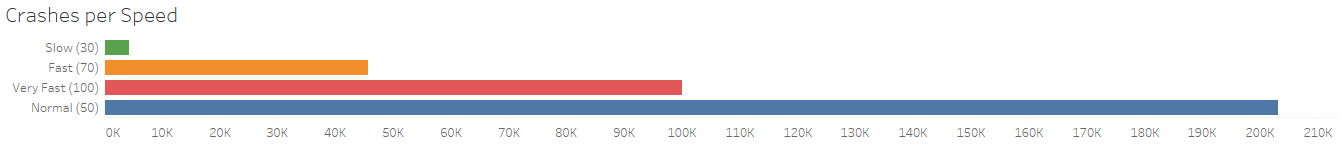 Crashes per Speed
Slow (30)
Fast (70)
Very Fast (100)
Normal (50)
0K 10K 20K 30K 40K 50K 60K 70K 80K 90K 100K 110K 120K 130K 140K 150K 160K 170K 180K 190K 200K 210K